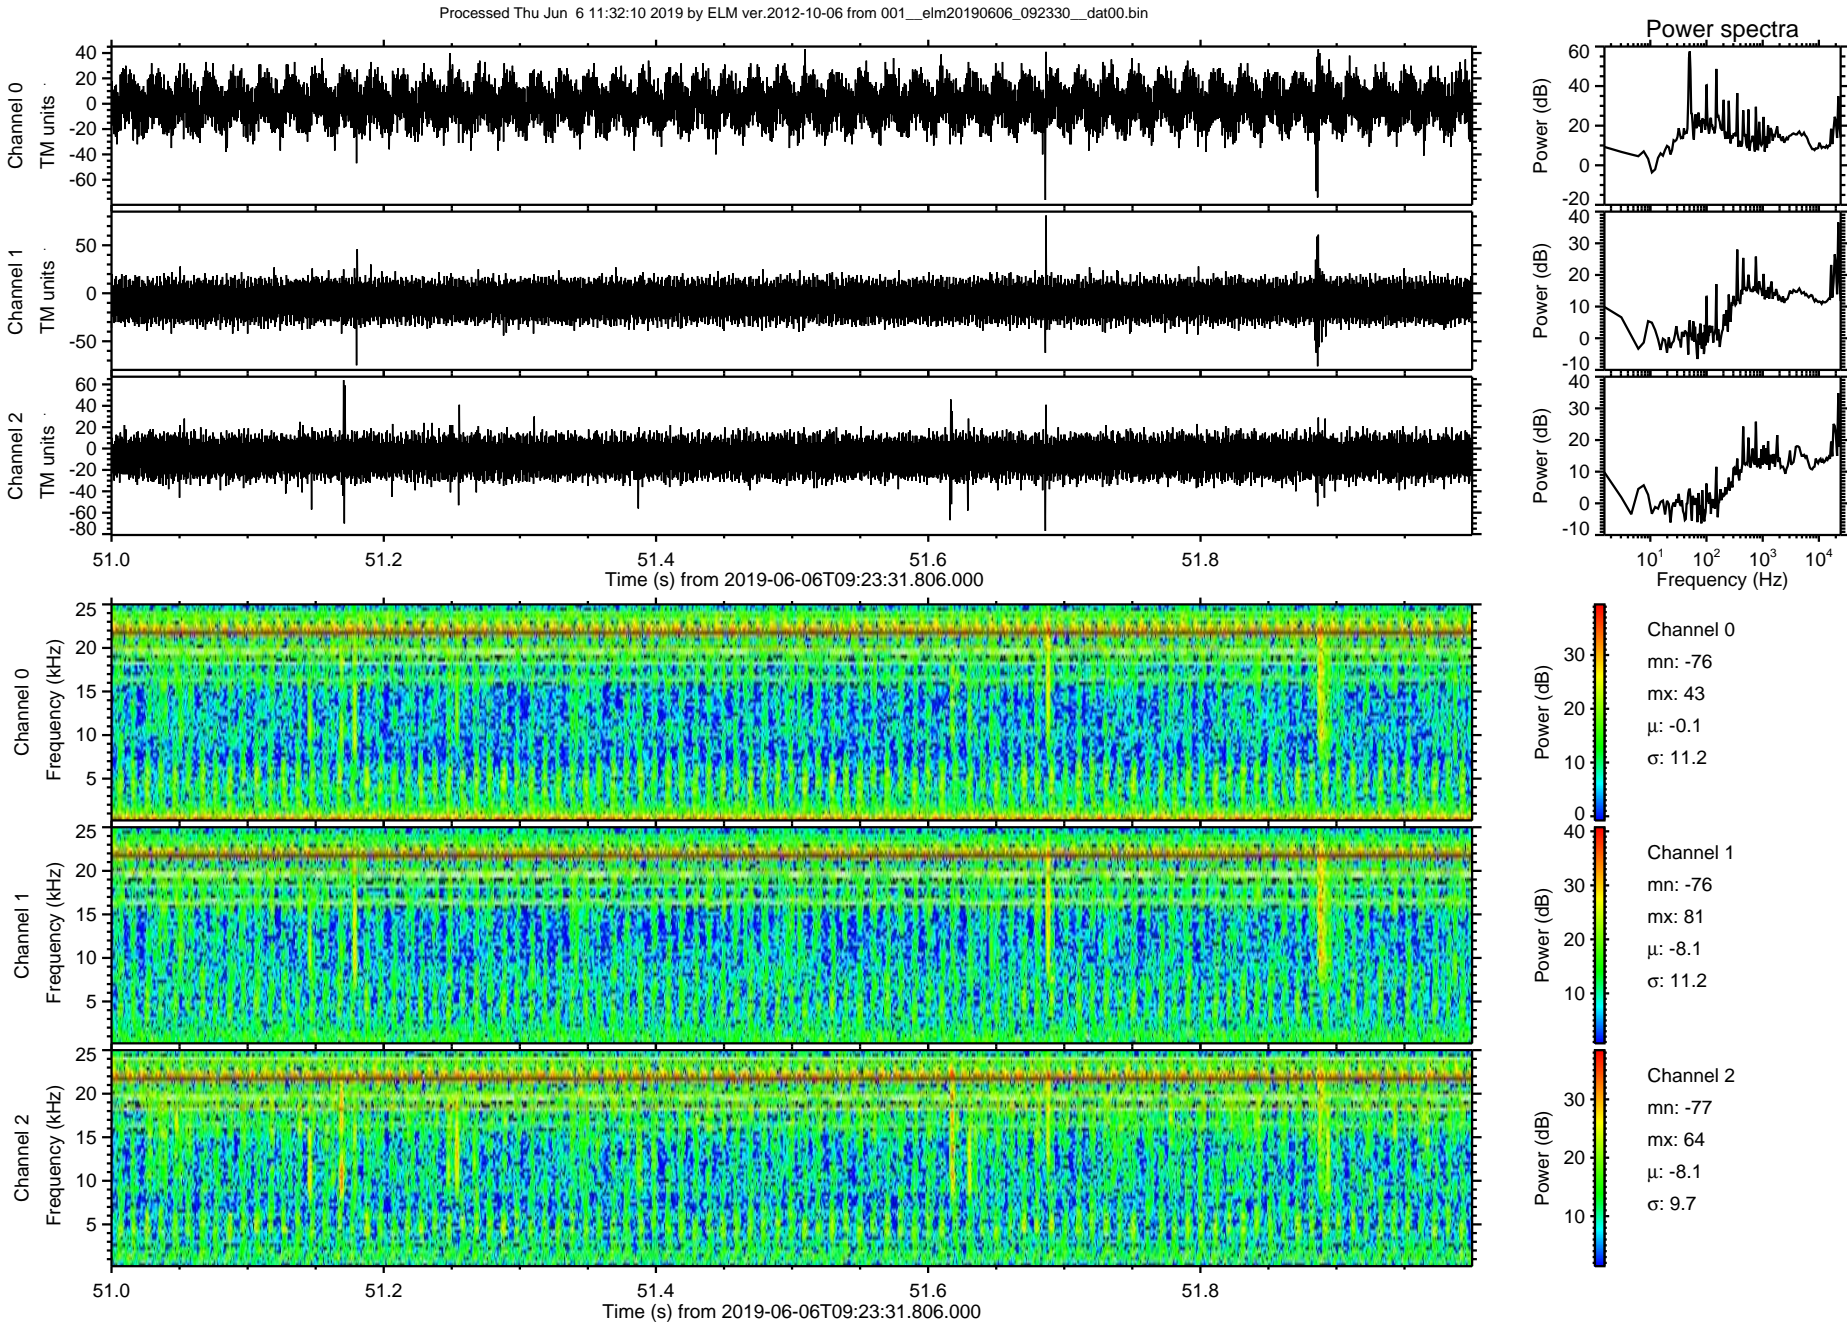 Processed Thu Jun  6 11:32:10 2019 by ELM ver.2012-10-06 from 001__elm20190606_092330__dat00.bin
Power spectra
Channel 0
TM units
40
20
0
-20
-40
-60
Power (dB)
60
40
20
0
-20
Channel 1
TM units
50
0
-50
Power (dB)
40
30
20
10
0
-10
Channel 2
TM units
60
40
20
0
-20
-40
-60
-80
Power (dB)
40
30
20
10
0
-10
51.0 51.2 51.4 51.6 51.8
Time (s) from 2019-06-06T09:23:31.806.000
10¹ 10² 10³ 10⁴
Frequency (Hz)
Channel 0
Frequency (kHz)
25
20
15
10
5
Power (dB)
30
20
10
0
Channel 0
mn: -76
mx: 43
μ: -0.1
σ: 11.2
Channel 1
Frequency (kHz)
25
20
15
10
5
Power (dB)
40
30
20
10
Channel 1
mn: -76
mx: 81
μ: -8.1
σ: 11.2
Channel 2
Frequency (kHz)
25
20
15
10
5
Power (dB)
30
20
10
Channel 2
mn: -77
mx: 64
μ: -8.1
σ: 9.7
51.0 51.2 51.4 51.6 51.8
Time (s) from 2019-06-06T09:23:31.806.000